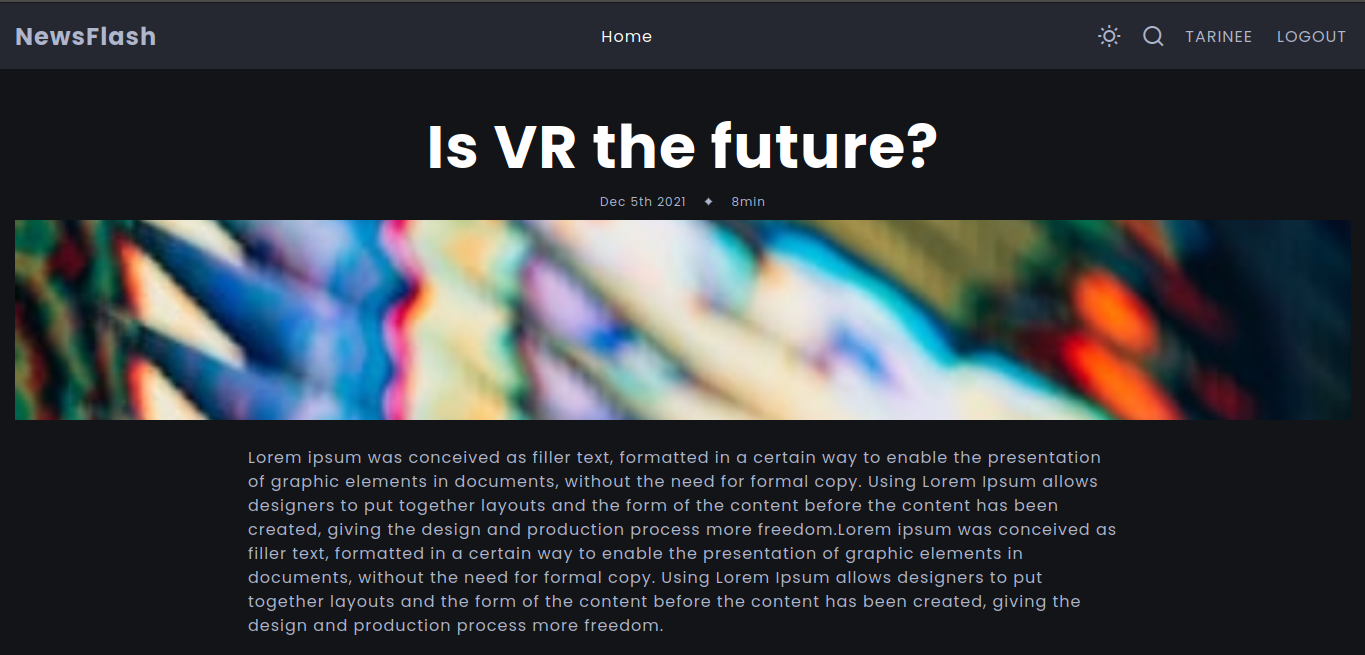 NewsFlash
Home
TARINEE
LOGOUT
Is VR the future?
Dec 5th 2021 ✦ 8min
Lorem ipsum was conceived as filler text, formatted in a certain way to enable the presentation
of graphic elements in documents, without the need for formal copy. Using Lorem Ipsum allows
designers to put together layouts and the form of the content before the content has been
created, giving the design and production process more freedom.Lorem ipsum was conceived as
filler text, formatted in a certain way to enable the presentation of graphic elements in
documents, without the need for formal copy. Using Lorem Ipsum allows designers to put
together layouts and the form of the content before the content has been created, giving the
design and production process more freedom.